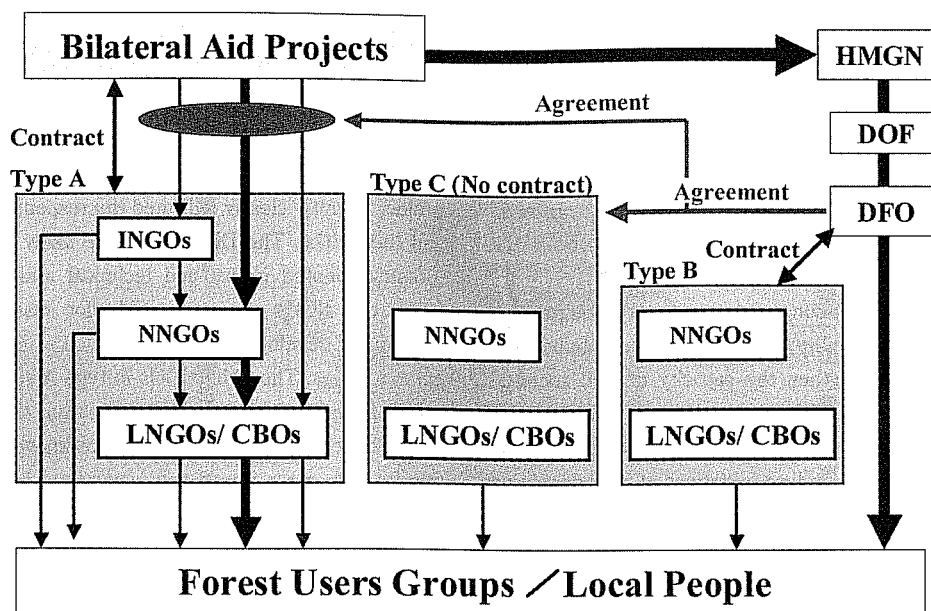 Bilateral Aid Projects
HMGN
Agreement
DOF
Contract
Type A
Type C (No contract)
Agreement
DFO
INGOs
Contract
Type B
NNGOs
NNGOs
NNGOs
LNGOs/ CBOs
LNGOs/ CBOs
LNGOs/ CBOs
Forest Users Groups ／Local People